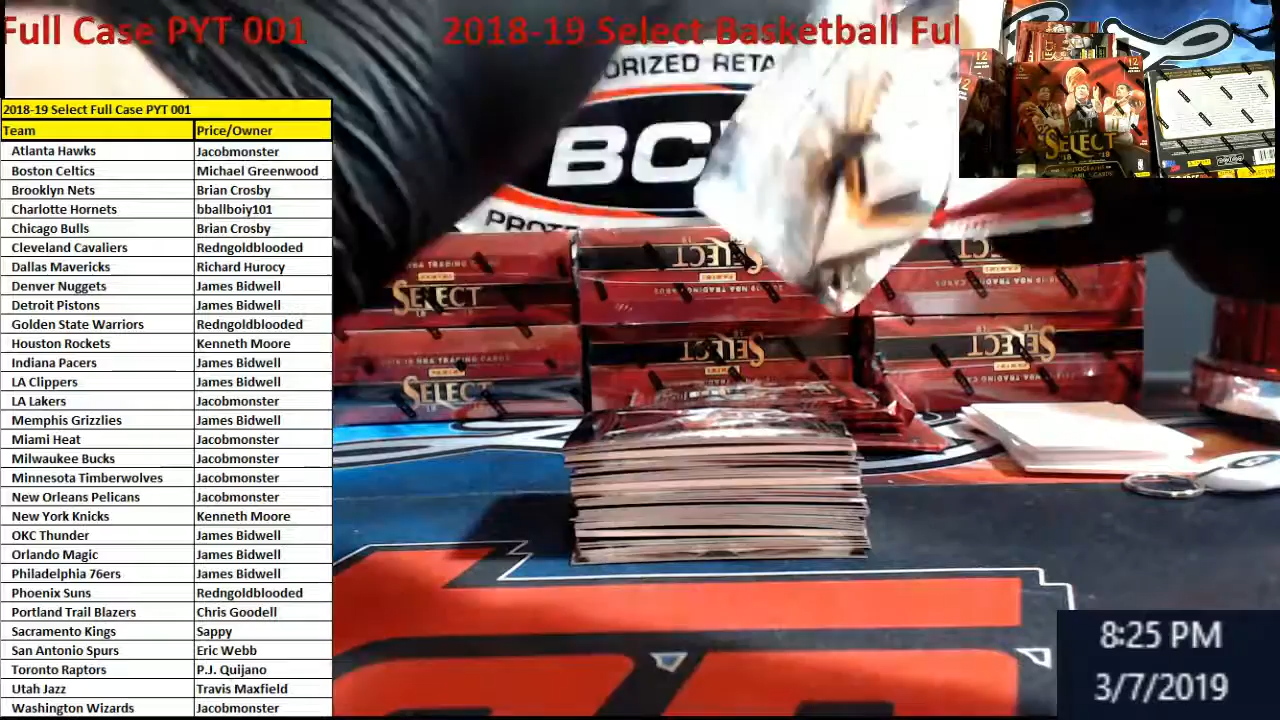 Full Case PYT 001
2018-19 Select Basketball Ful
ORIZED RETA
BC
PROTE
SELECT
SELECT
SELECT
SELECT
SELECT
SELECT
12
SELECT
2018-19 Select Full Case PYT 001
Team Price/Owner
Atlanta Hawks Jacobmonster
Boston Celtics Michael Greenwood
Brooklyn Nets Brian Crosby
Charlotte Hornets bballboiy101
Chicago Bulls Brian Crosby
Cleveland Cavaliers Redngoldblooded
Dallas Mavericks Richard Hurocy
Denver Nuggets James Bidwell
Detroit Pistons James Bidwell
Golden State Warriors Redngoldblooded
Houston Rockets Kenneth Moore
Indiana Pacers James Bidwell
LA Clippers James Bidwell
LA Lakers Jacobmonster
Memphis Grizzlies James Bidwell
Miami Heat Jacobmonster
Milwaukee Bucks Jacobmonster
Minnesota Timberwolves Jacobmonster
New Orleans Pelicans Jacobmonster
New York Knicks Kenneth Moore
OKC Thunder James Bidwell
Orlando Magic James Bidwell
Philadelphia 76ers James Bidwell
Phoenix Suns Redngoldblooded
Portland Trail Blazers Chris Goodell
Sacramento Kings Sappy
San Antonio Spurs Eric Webb
Toronto Raptors P.J. Quijano
Utah Jazz Travis Maxfield
Washington Wizards Jacobmonster
8:25 PM
3/7/2019